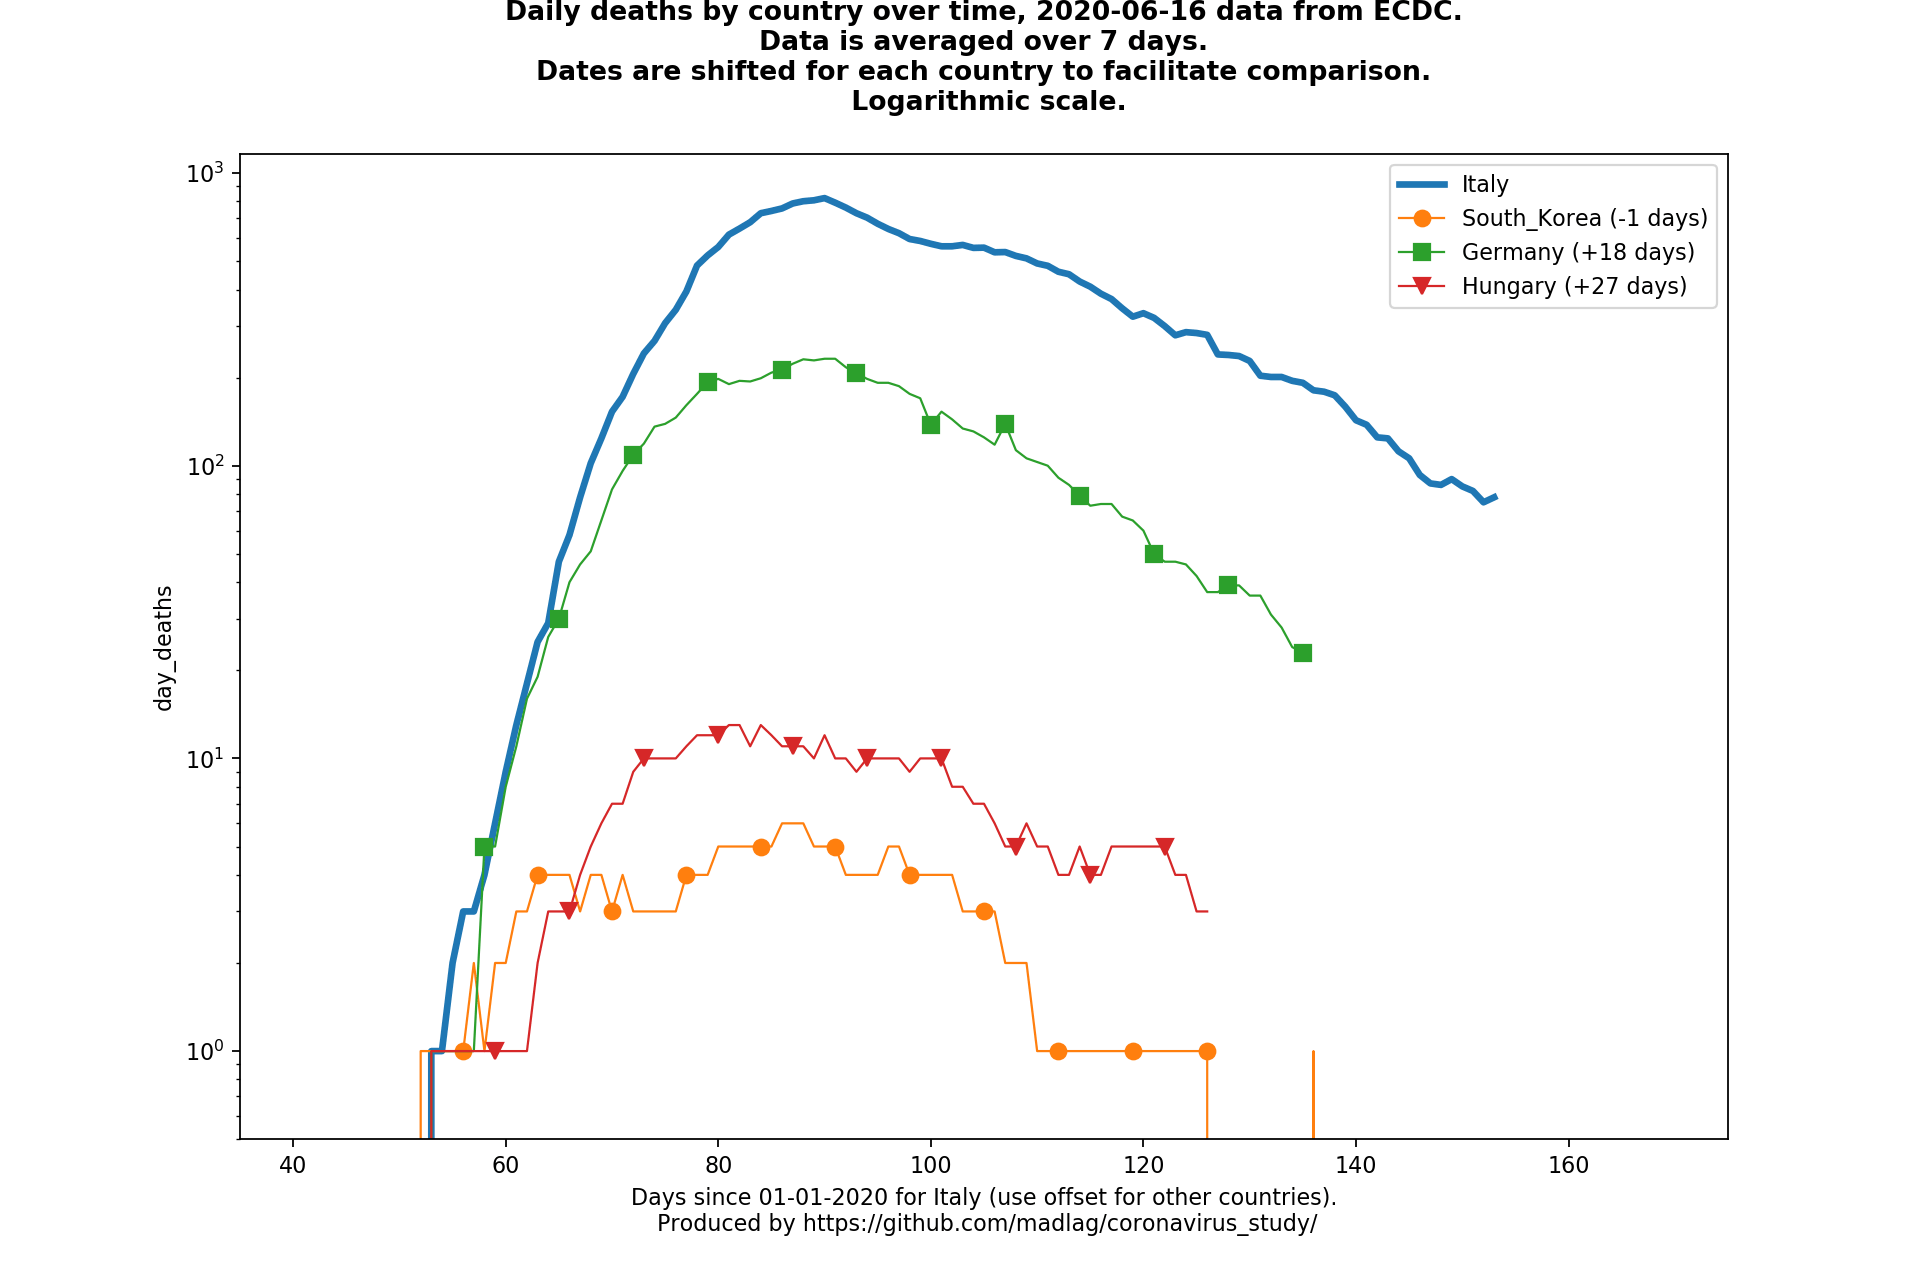 Daily deaths by country over time, 2020-06-16 data from ECDC.
Data is averaged over 7 days.
Dates are shifted for each country to facilitate comparison.
Logarithmic scale.
10³
10²
10¹
10⁰
day_deaths
Italy
South_Korea (-1 days)
Germany (+18 days)
Hungary (+27 days)
40 60 80 100 120 140 160
Days since 01-01-2020 for Italy (use offset for other countries).
Produced by https://github.com/madlag/coronavirus_study/